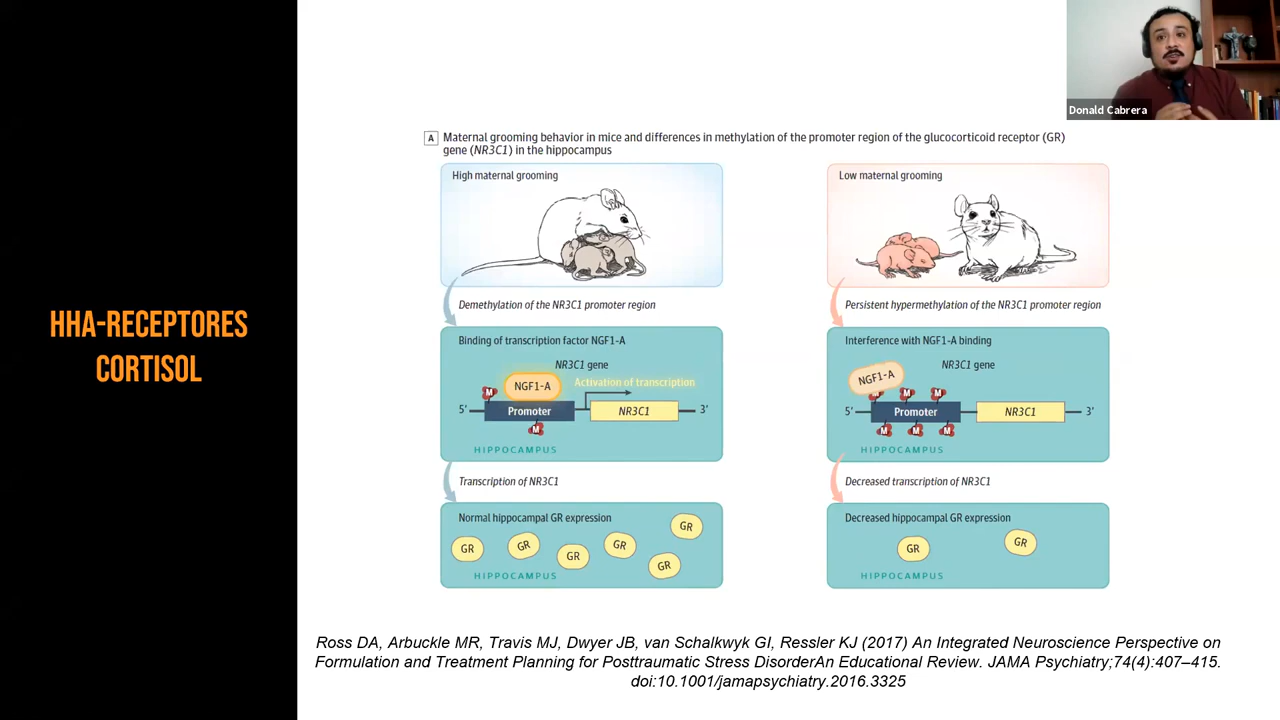 Donald Cabrera
HHA-RECEPTORES
CORTISOL
A Maternal grooming behavior in mice and differences in methylation of the promoter region of the glucocorticoid receptor (GR)
gene (NR3C1) in the hippocampus
High maternal grooming
Demethylation of the NR3C1 promoter region
Binding of transcription factor NGF1-A
NR3C1 gene
NGF1-A
Activation of transcription
M
5′
Promoter
NR3C1
3′
M
HIPPOCAMPUS
Transcription of NR3C1
Normal hippocampal GR expression
GR
GR
GR
GR
GR
GR
HIPPOCAMPUS
Low maternal grooming
Persistent hypermethylation of the NR3C1 promoter region
Interference with NGF1-A binding
NR3C1 gene
NGF1-A
M M M
5′
Promoter
NR3C1
3′
M M M
HIPPOCAMPUS
Decreased transcription of NR3C1
Decreased hippocampal GR expression
GR
GR
HIPPOCAMPUS
Ross DA, Arbuckle MR, Travis MJ, Dwyer JB, van Schalkwyk GI, Ressler KJ (2017) An Integrated Neuroscience Perspective on
Formulation and Treatment Planning for Posttraumatic Stress DisorderAn Educational Review. JAMA Psychiatry;74(4):407–415.
doi:10.1001/jamapsychiatry.2016.3325